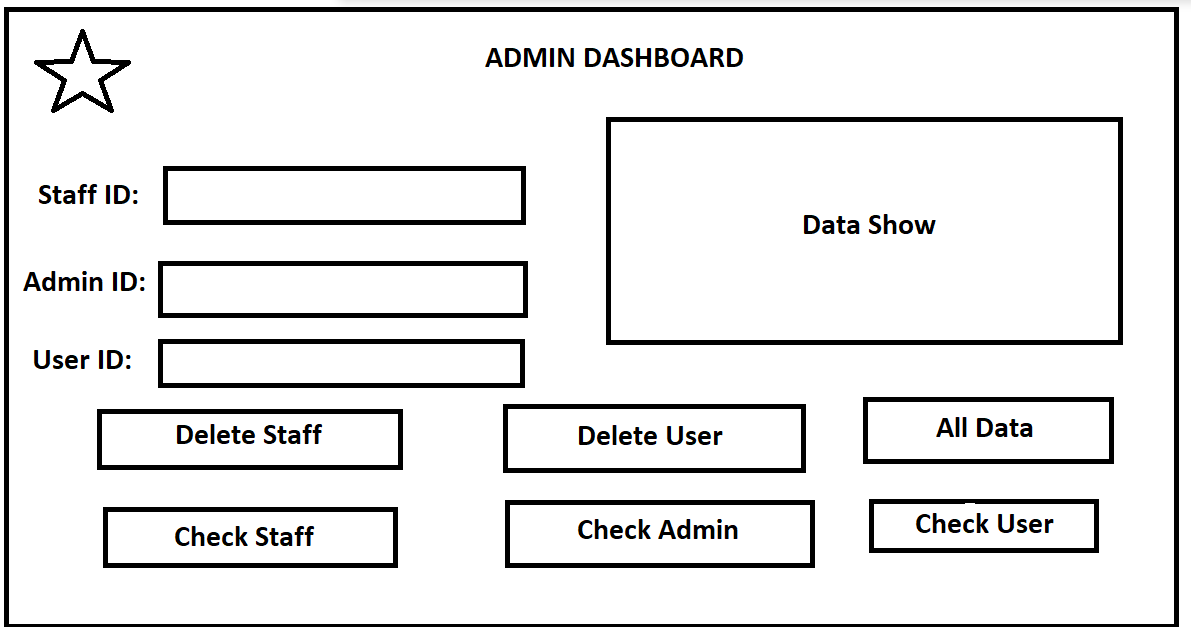 ADMIN DASHBOARD
Staff ID:
Data Show
Admin ID:
User ID:
Delete Staff
Delete User
All Data
Check Staff
Check Admin
Check User